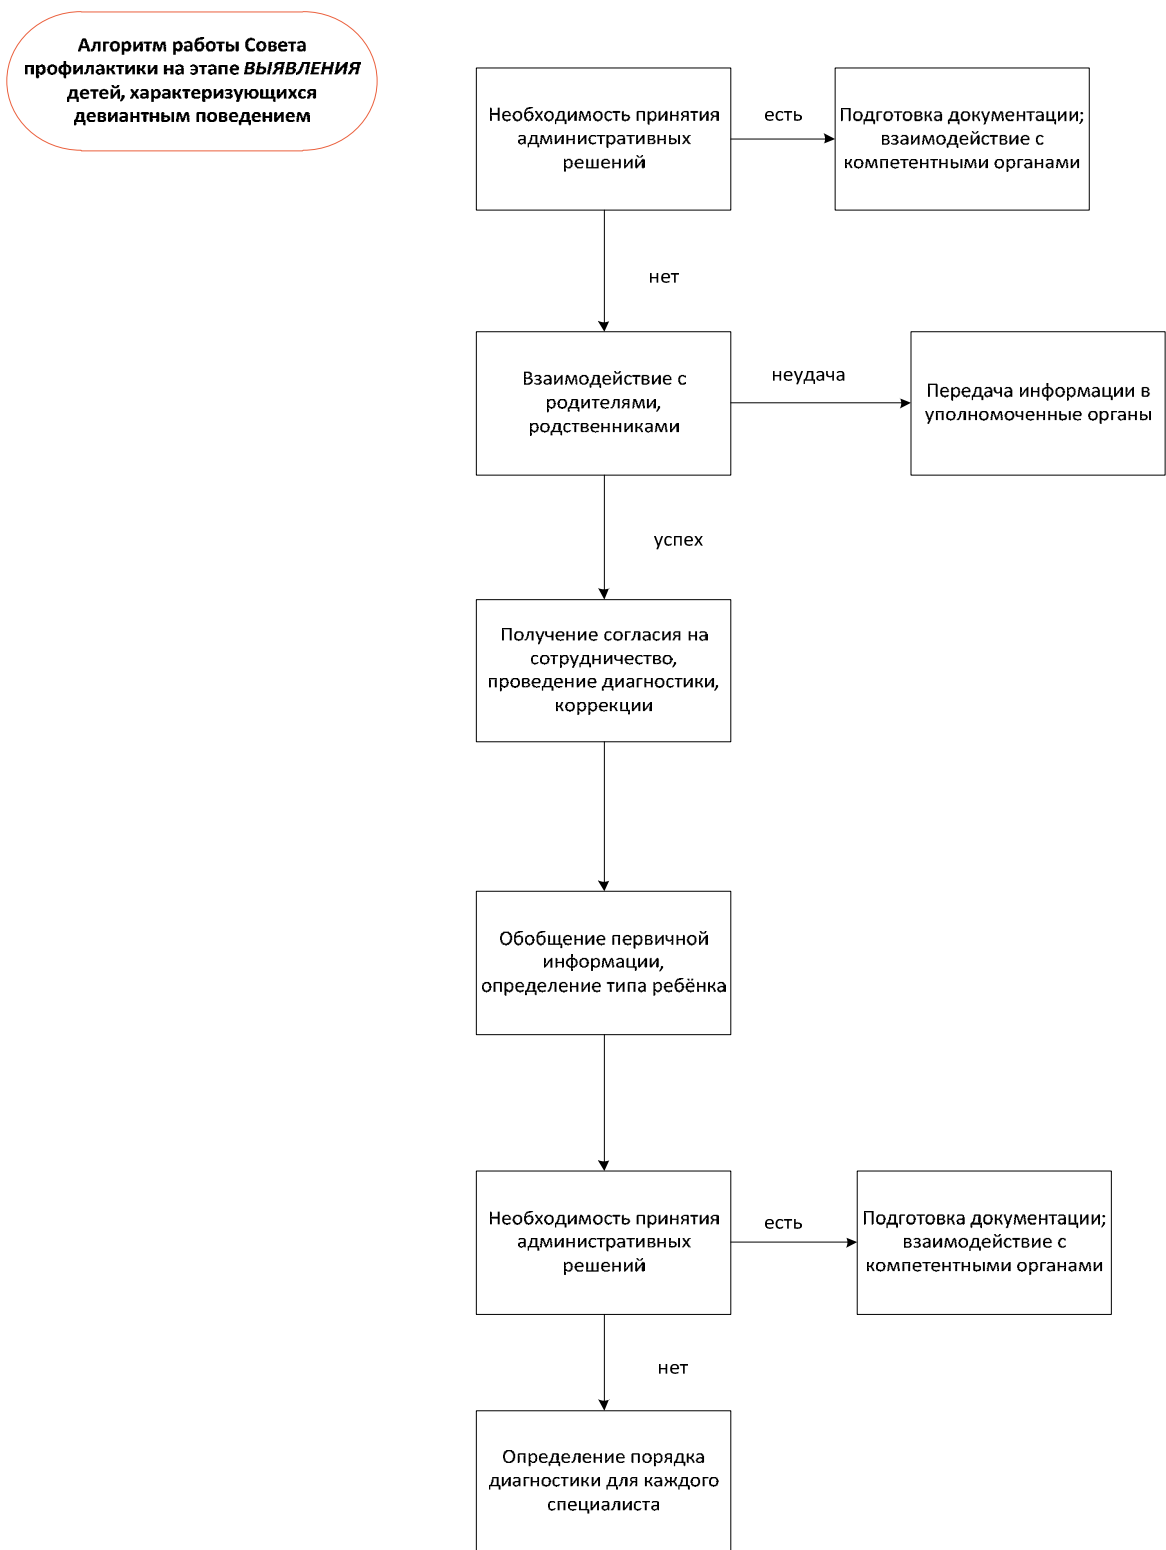 Алгоритм работы Совета
профилактики на этапе ВЫЯВЛЕНИЯ
детей, характеризующихся
девиантным поведением
Необходимость принятия
административных
решений
есть
Подготовка документации;
взаимодействие с
компетентными органами
нет
Взаимодействие с
родителями,
родственниками
неудача
Передача информации в
уполномоченные органы
успех
Получение согласия на
сотрудничество,
проведение диагностики,
коррекции
Обобщение первичной
информации,
определение типа ребёнка
Необходимость принятия
административных
решений
есть
Подготовка документации;
взаимодействие с
компетентными органами
нет
Определение порядка
диагностики для каждого
специалиста